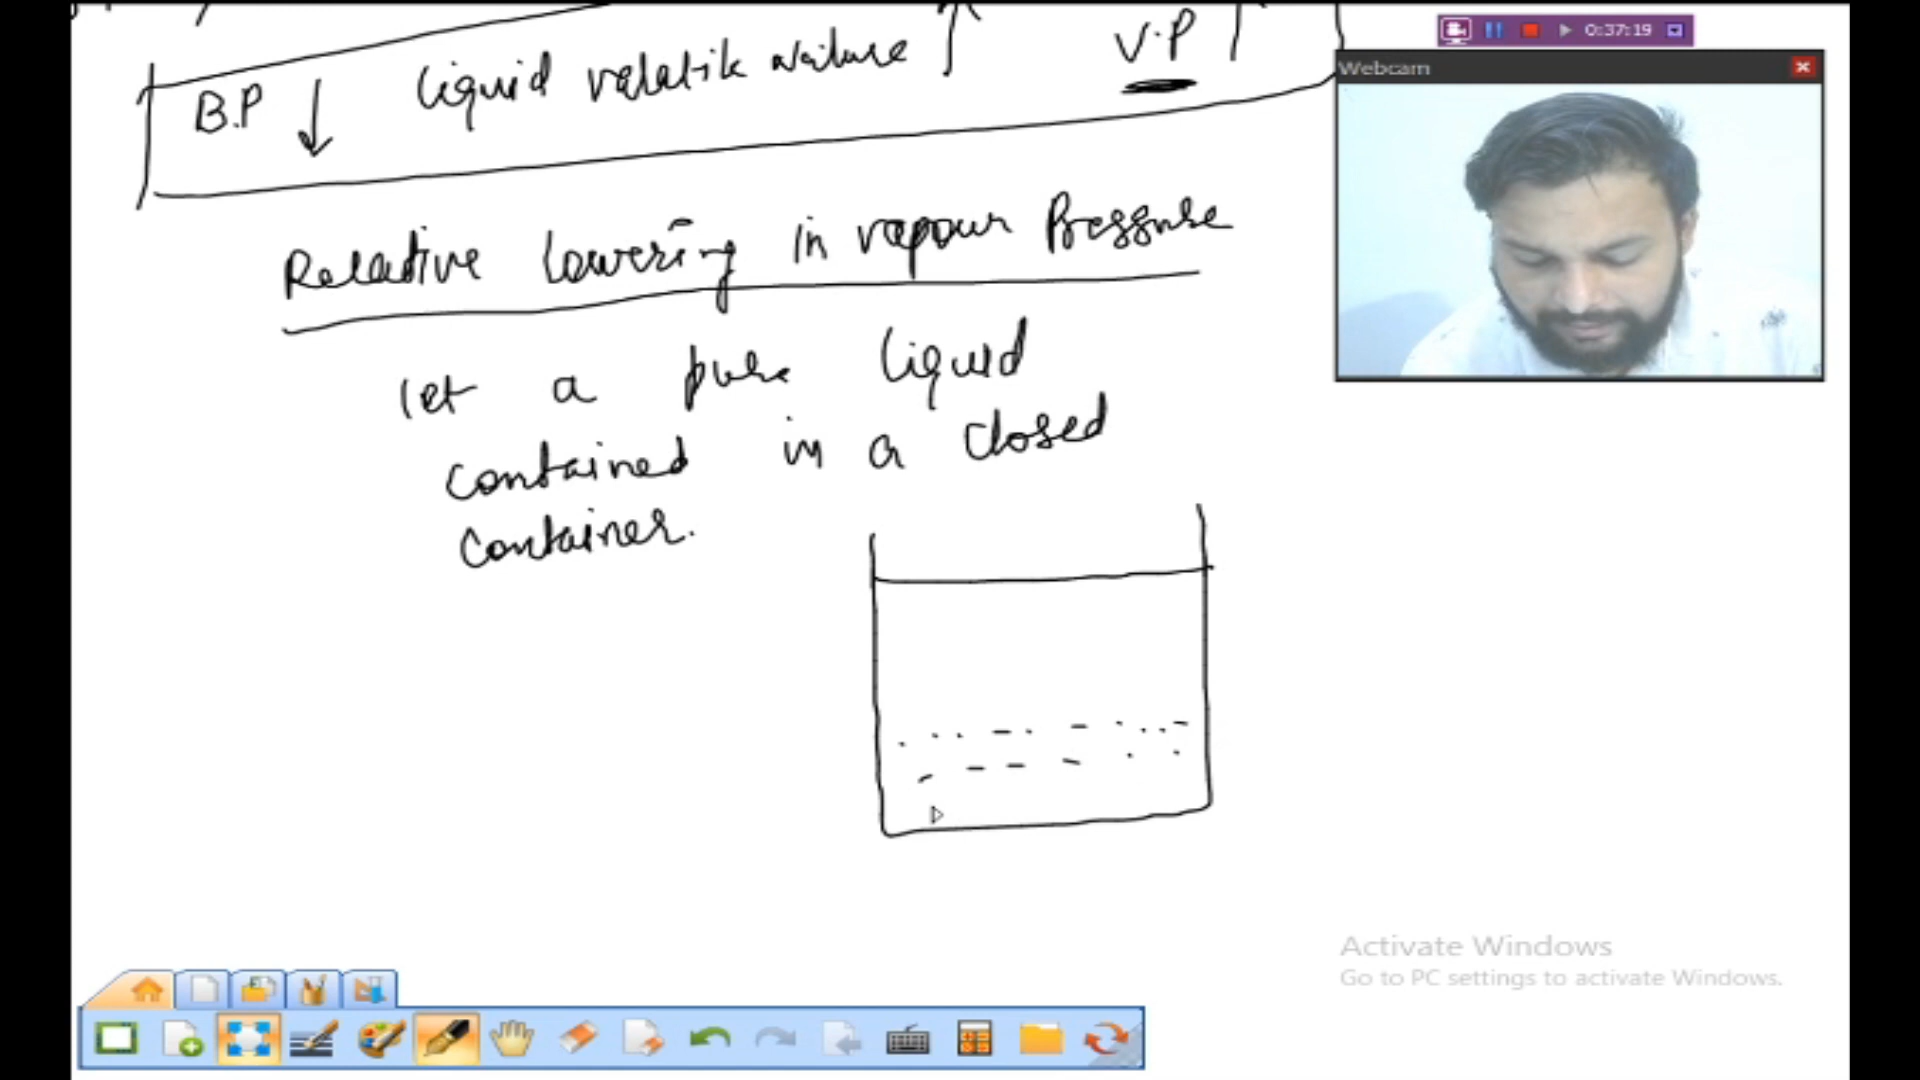 0:37:19
Webcam
B.P ↓ liquid volatile nature ↑ V.P ↑
Relative lowering in vapour Pressure
let a pure liquid
contained in a closed
container.
Activate Windows
Go to PC settings to activate Windows.